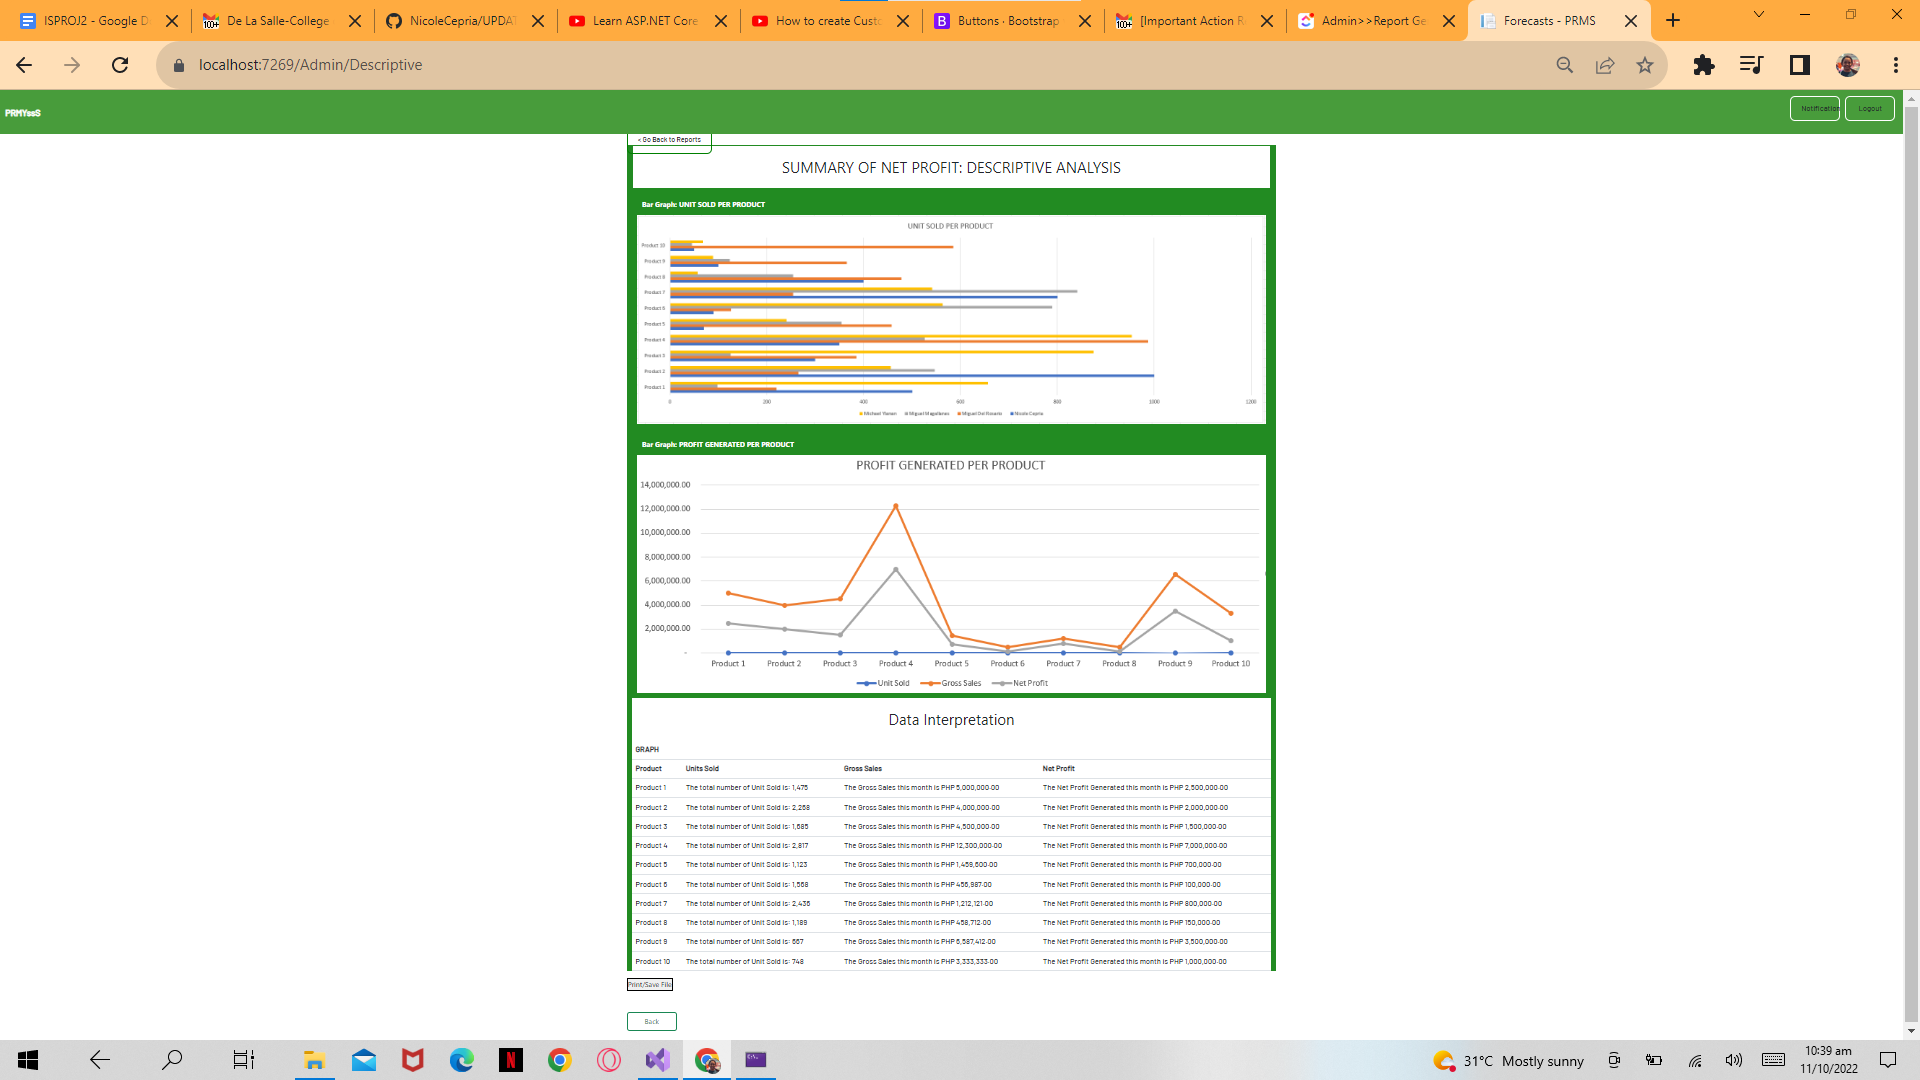 ISPROJ2 - Google D
De La Salle-College
NicoleCepria/UPDAT
Learn ASP.NET Core
How to create Custo
Buttons · Bootstrap
[Important Action R
Admin>>Report Ge
Forecasts - PRMS
localhost:7269/Admin/Descriptive
PRMYesS
Notification
Logout
< Go Back to Reports
SUMMARY OF NET PROFIT: DESCRIPTIVE ANALYSIS
Bar Graph: UNIT SOLD PER PRODUCT
UNIT SOLD PER PRODUCT
Product 10
Product 9
Product 8
Product 7
Product 6
Product 5
Product 4
Product 3
Product 2
Product 1
0 200 400 600 800 1000 1200
Miguel Magallanes Miguel Del Rosario Nicole Cepria
Bar Graph: PROFIT GENERATED PER PRODUCT
PROFIT GENERATED PER PRODUCT
14,000,000.00
12,000,000.00
10,000,000.00
8,000,000.00
6,000,000.00
4,000,000.00
2,000,000.00
-
Product 1 Product 2 Product 3 Product 4 Product 5 Product 6 Product 7 Product 8 Product 9 Product 10
Unit Sold Gross Sales Net Profit
Data Interpretation
GRAPH
Product Units Sold Gross Sales Net Profit
Product 1 The total number of Unit Sold is: 1,475 The Gross Sales this month is PHP 5,000,000.00 The Net Profit Generated this month is PHP 2,500,000.00
Product 2 The total number of Unit Sold is: 2,268 The Gross Sales this month is PHP 4,000,000.00 The Net Profit Generated this month is PHP 2,000,000.00
Product 3 The total number of Unit Sold is: 1,685 The Gross Sales this month is PHP 4,500,000.00 The Net Profit Generated this month is PHP 1,500,000.00
Product 4 The total number of Unit Sold is: 2,817 The Gross Sales this month is PHP 12,300,000.00 The Net Profit Generated this month is PHP 7,000,000.00
Product 5 The total number of Unit Sold is: 1,123 The Gross Sales this month is PHP 1,459,600.00 The Net Profit Generated this month is PHP 700,000.00
Product 6 The total number of Unit Sold is: 1,568 The Gross Sales this month is PHP 456,987.00 The Net Profit Generated this month is PHP 100,000.00
Product 7 The total number of Unit Sold is: 2,436 The Gross Sales this month is PHP 1,212,121.00 The Net Profit Generated this month is PHP 800,000.00
Product 8 The total number of Unit Sold is: 1,189 The Gross Sales this month is PHP 458,712.00 The Net Profit Generated this month is PHP 150,000.00
Product 9 The total number of Unit Sold is: 667 The Gross Sales this month is PHP 6,587,412.00 The Net Profit Generated this month is PHP 3,500,000.00
Product 10 The total number of Unit Sold is: 748 The Gross Sales this month is PHP 3,333,333.00 The Net Profit Generated this month is PHP 1,000,000.00
Print/Save File
Back
31°C Mostly sunny
10:39 am
11/10/2022